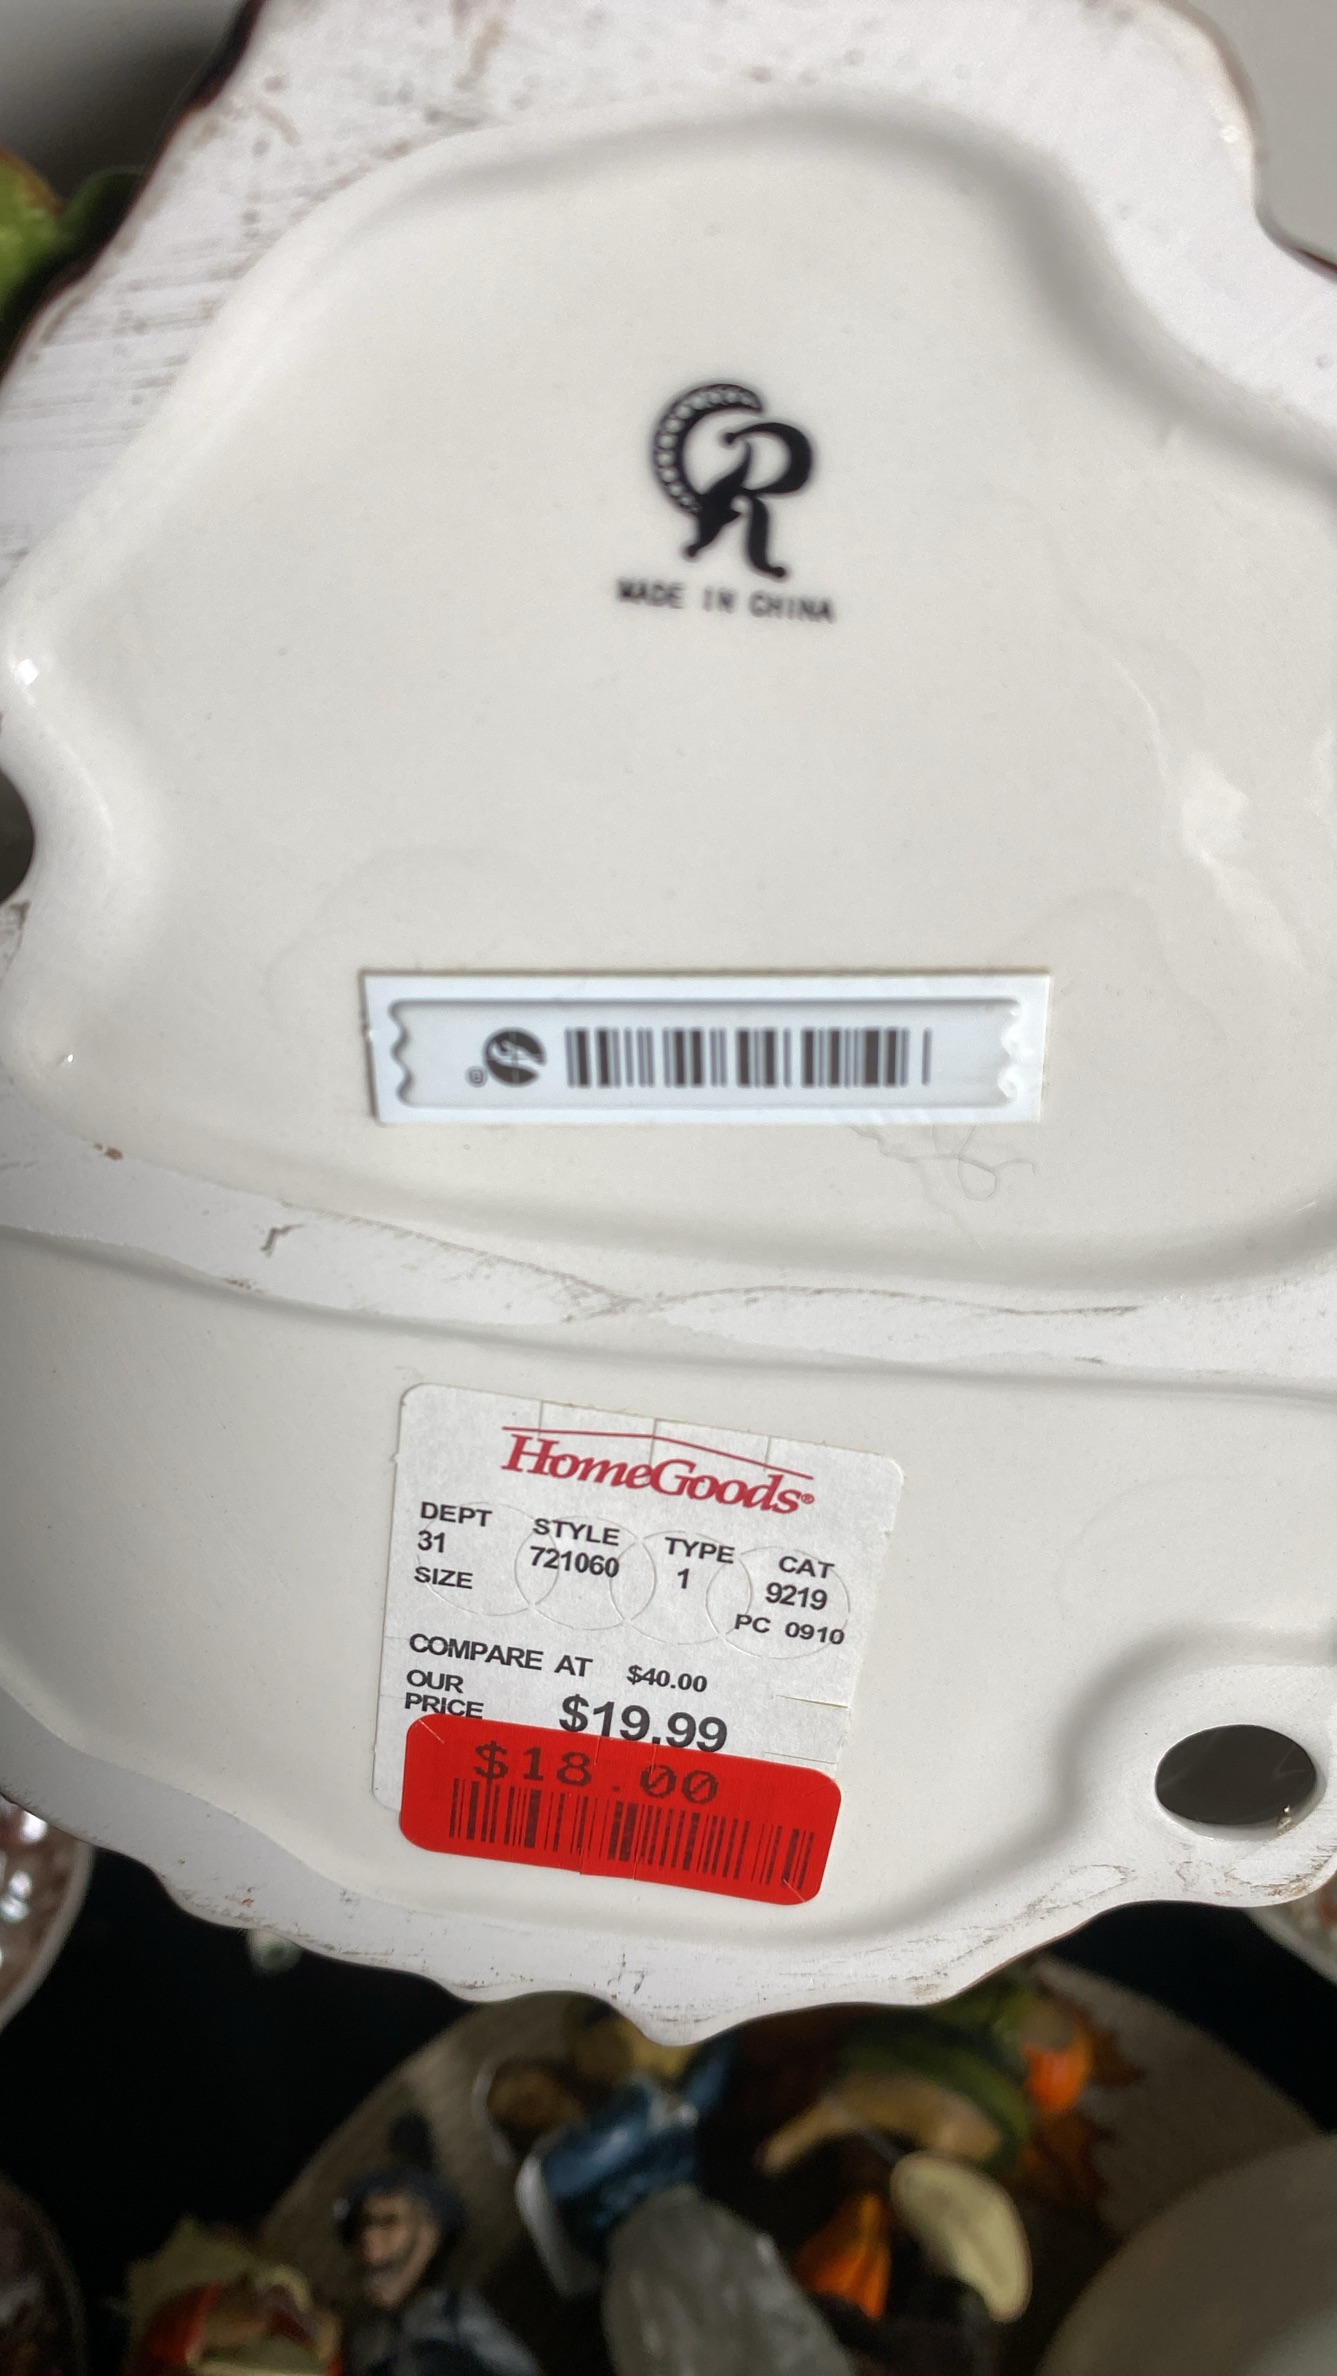 R
MADE IN CHINA
HomeGoods®
DEPT STYLE TYPE CAT
31 721060 1 9219
SIZE PC 0910
COMPARE AT $40.00
OUR PRICE $19.99
$18.00